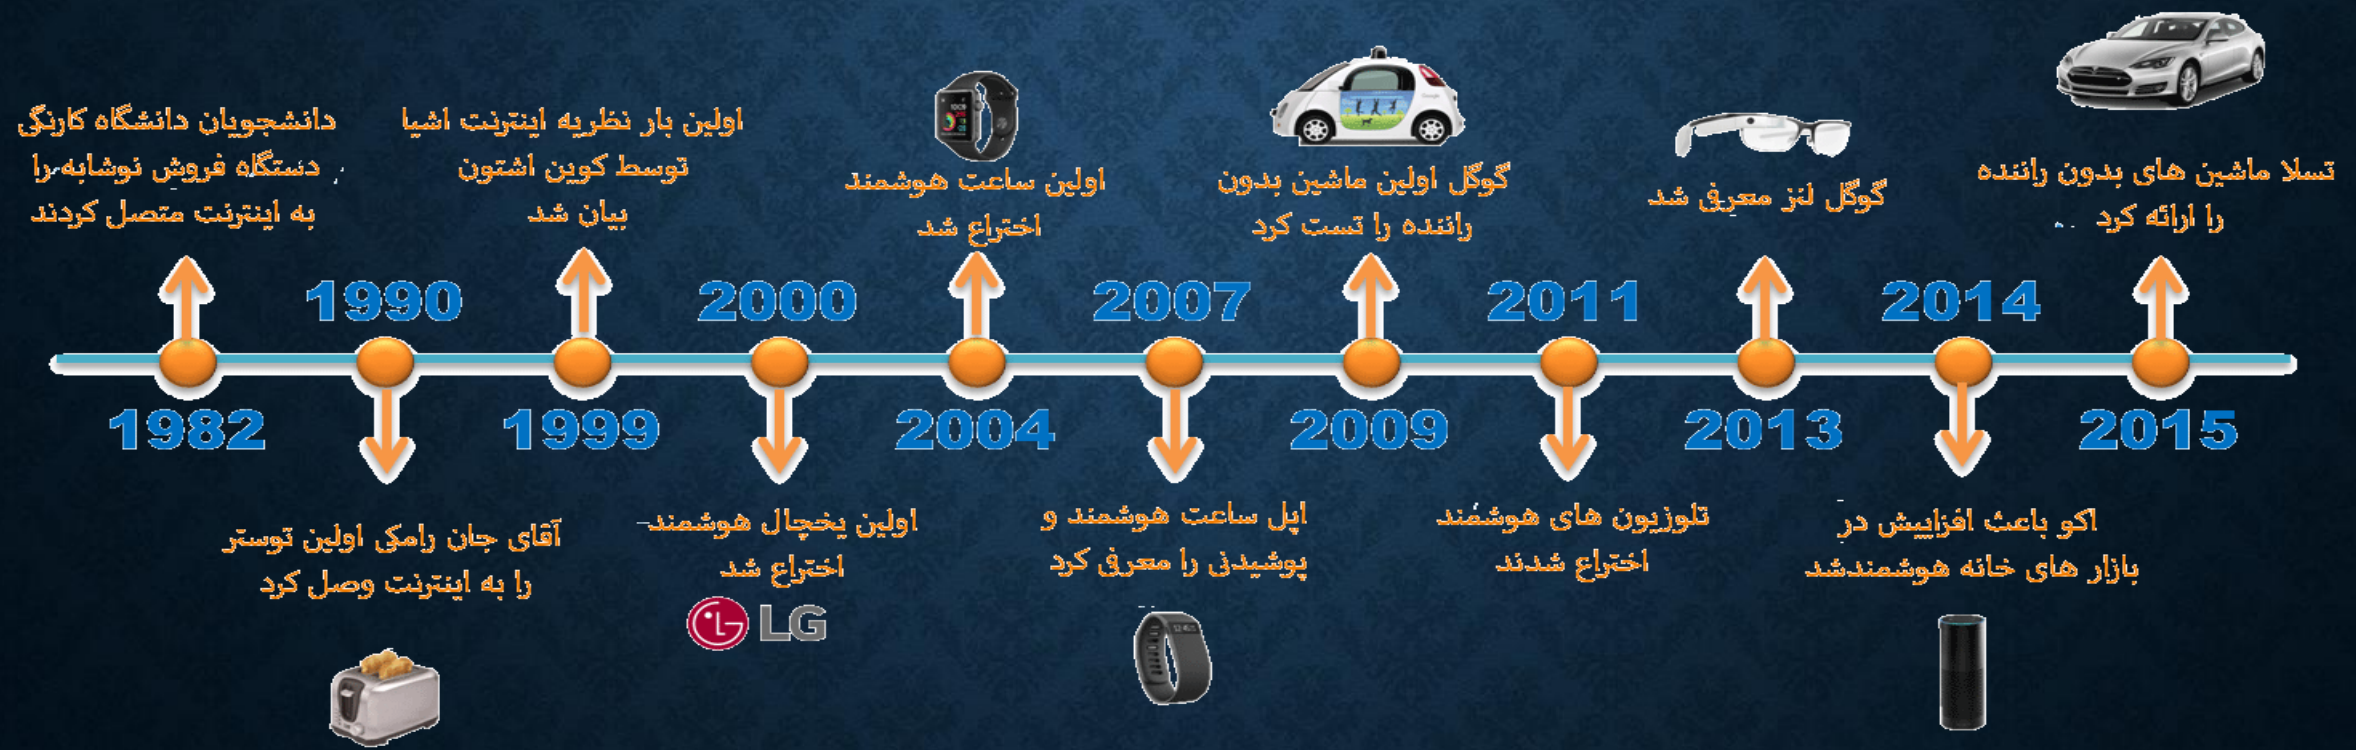 دانشجویان دانشگاه کارنگی
دستگاه فروش نوشابه را
به اینترنت متصل کردند
1982
1990
آقای جان رامکی اولین توستر
را به اینترنت وصل کرد
اولین بار نظریه اینترنت اشیا
توسط کوین اشتون
بیان شد
1999
2000
اولین یخچال هوشمند
اختراع شد
LG
اولین ساعت هوشمند
اختراع شد
2004
2007
اپل ساعت هوشمند و
پوشیدنی را معرفی کرد
گوگل اولین ماشین بدون
راننده را تست کرد
2009
2011
تلوزیون های هوشمند
اختراع شدند
گوگل لنز معرفی شد
2013
2014
اکو باعث افزاییش در
بازار های خانه هوشمندشد
تسلا ماشین های بدون راننده
را ارائه کرد
2015